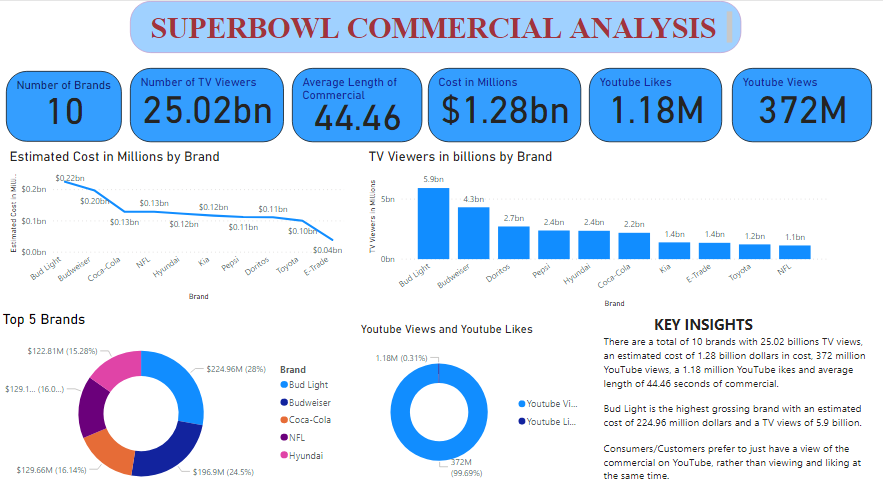 SUPERBOWL COMMERCIAL ANALYSIS
Number of Brands
10
Number of TV Viewers
25.02bn
Average Length of
Commercial
44.46
Cost in Millions
$1.28bn
Youtube Likes
1.18M
Youtube Views
372M
Estimated Cost in Millions by Brand
Estimated Cost in Milli...
$0.2bn
$0.1bn
$0.0bn
$0.22bn
$0.20bn
$0.13bn
$0.13bn
$0.12bn
$0.12bn
$0.11bn
$0.11bn
$0.10bn
$0.04bn
Bud Light
Budweiser
Coca-Cola
NFL
Hyundai
Kia
Pepsi
Doritos
Toyota
E-Trade
Brand
TV Viewers in billions by Brand
TV Viewers in Millions
5bn
0bn
5.9bn
4.3bn
2.7bn
2.4bn
2.4bn
2.2bn
1.4bn
1.4bn
1.2bn
1.1bn
Bud Light
Budweiser
Doritos
Pepsi
Hyundai
Coca-Cola
Kia
E-Trade
Toyota
NFL
Brand
Top 5 Brands
$122.81M (15.28%)
$224.96M (28%)
$129.1... (16.0...)
$129.66M (16.14%)
$196.9M (24.5%)
Brand
Bud Light
Budweiser
Coca-Cola
NFL
Hyundai
Youtube Views and Youtube Likes
1.18M (0.31%)
372M
(99.69%)
Youtube Vi...
Youtube Li...
KEY INSIGHTS
There are a total of 10 brands with 25.02 billions TV views,
an estimated cost of 1.28 billion dollars in cost, 372 million
YouTube views, a 1.18 million YouTube ikes and average
length of 44.46 seconds of commercial.
Bud Light is the highest grossing brand with an estimated
cost of 224.96 million dollars and a TV views of 5.9 billion.
Consumers/Customers prefer to just have a view of the
commercial on YouTube, rather than viewing and liking at
the same time.